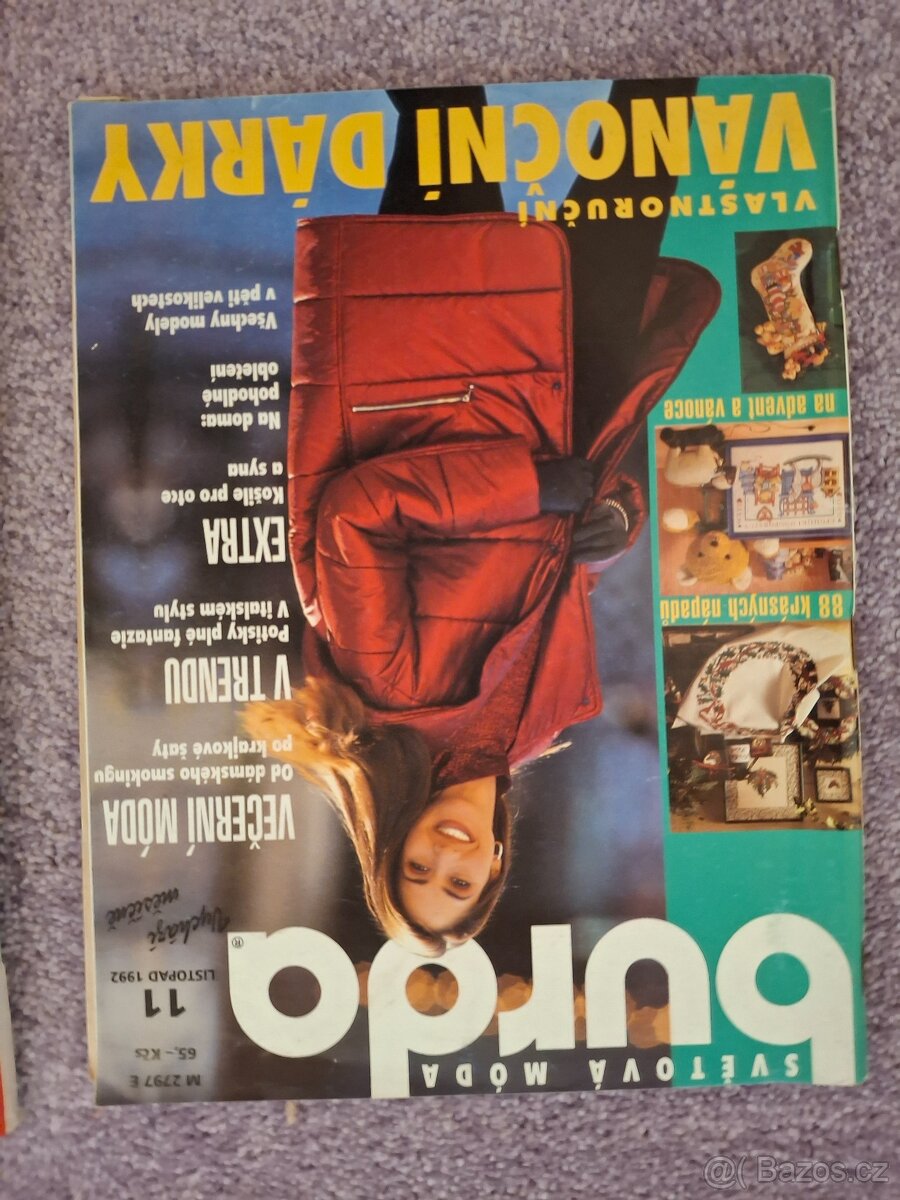 SVĚTOVÁ MÓDA
burda®
M 2797 E
65,- Kčs
11
LISTOPAD 1992
Vychází
měsíčně
VEČERNÍ MÓDA
Od dámského smokingu
po krajkové šaty
V TRENDU
Potisky plné fantazie
V italském stylu
EXTRA
Košile pro otce
a syna
Na doma:
pohodlné
oblečení
Všechny modely
v pěti velikostech
88 krásných nápadů
na advent a vánoce
VLASTNORUČNÍ
VÁNOČNÍ DÁRKY
@( Bazos.cz